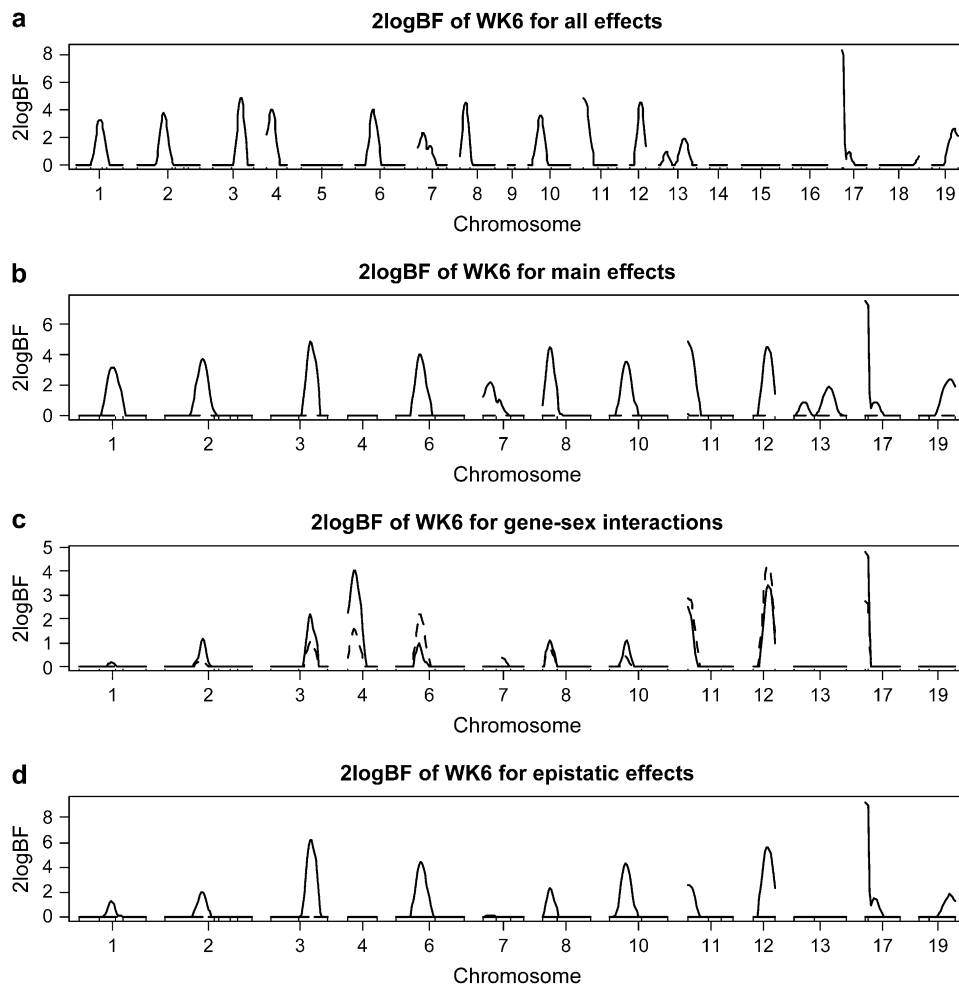 a
2logBF of WK6 for all effects
2logBF
8
6
4
2
0
1 2 3 4 5 6 7 8 9 10 11 12 13 14 15 16 17 18 19
Chromosome
b
2logBF of WK6 for main effects
2logBF
6
4
2
0
1 2 3 4 6 7 8 10 11 12 13 17 19
Chromosome
c
2logBF of WK6 for gene-sex interactions
2logBF
5
4
3
2
1
0
1 2 3 4 6 7 8 10 11 12 13 17 19
Chromosome
d
2logBF of WK6 for epistatic effects
2logBF
8
6
4
2
0
1 2 3 4 6 7 8 10 11 12 13 17 19
Chromosome